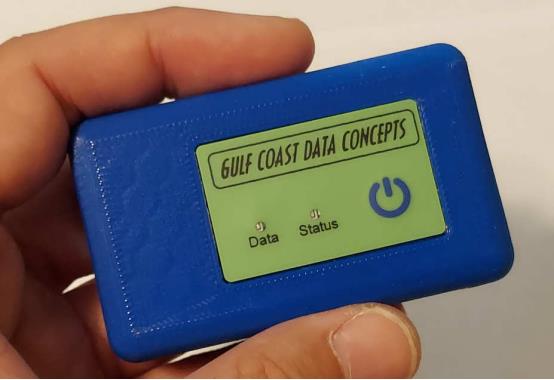 GULF COAST DATA CONCEPTS
Data Status